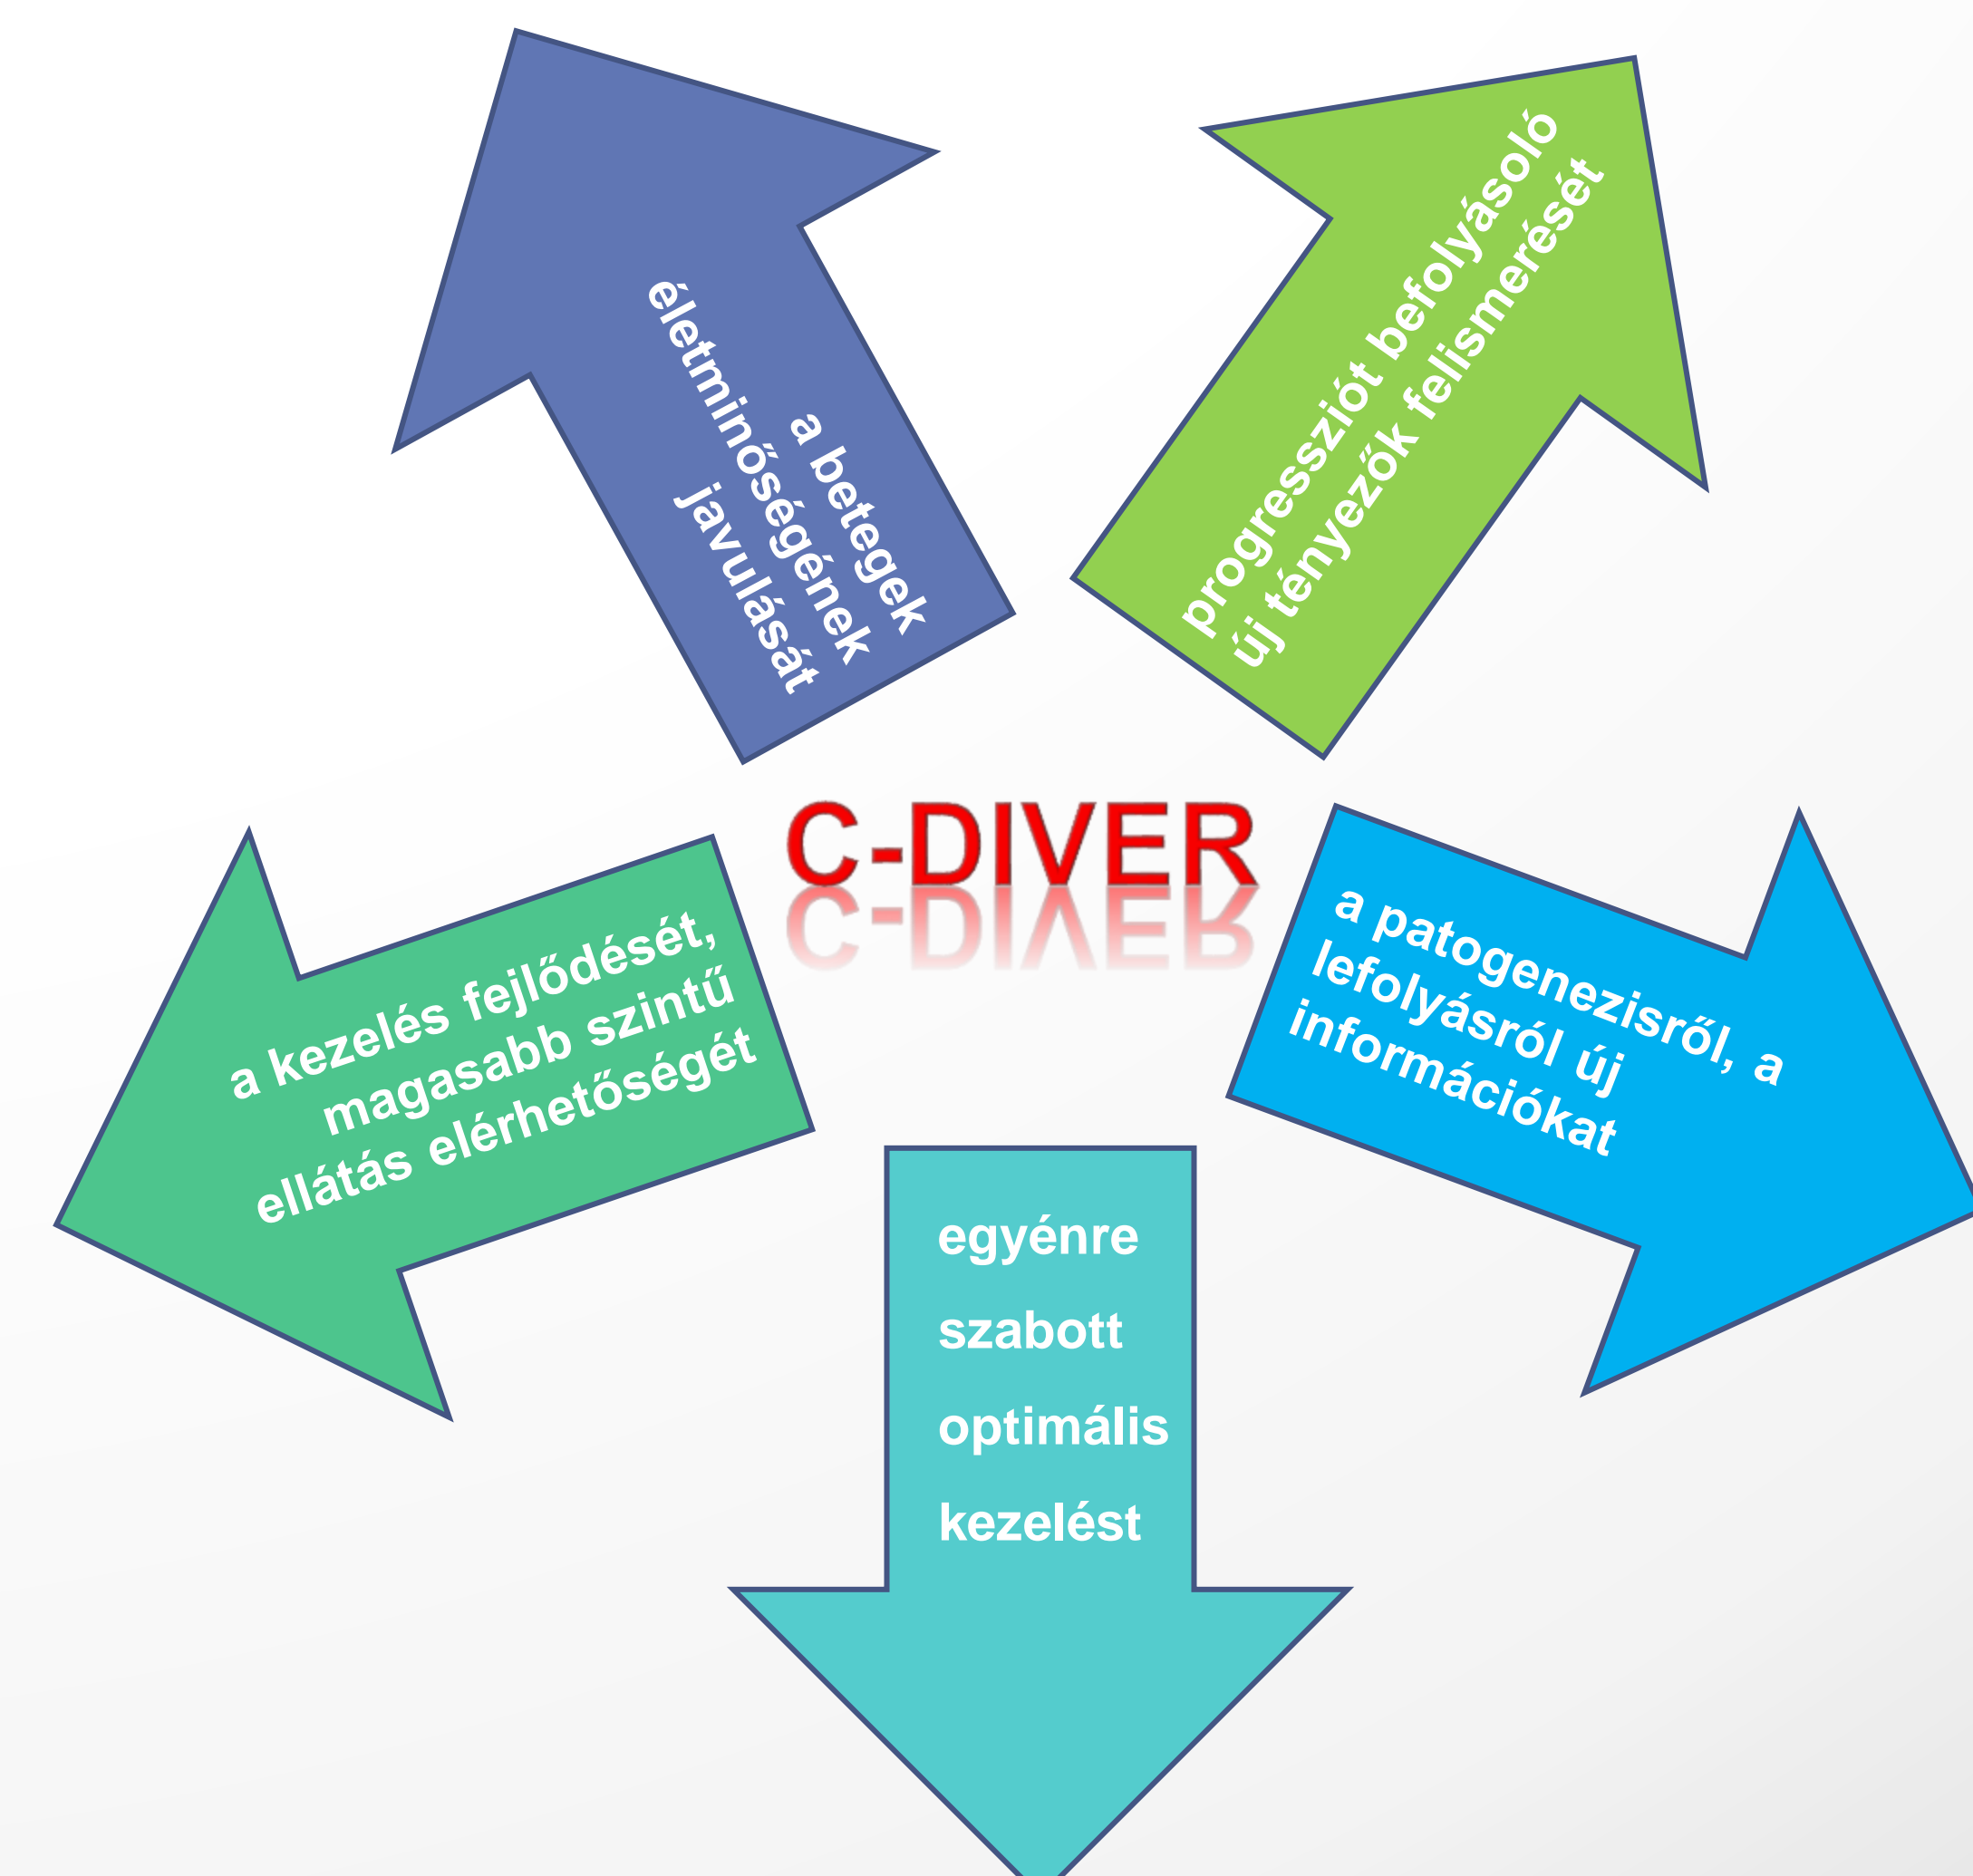 a betegek
életminőségének
javulását
progressziót befolyásoló
új tényezők felismerését
C-DIVER
a kezelés fejlődését,
magasabb szintű
ellátás elérhetőségét
a patogenezisről, a
lefolyásról új
információkat
egyénre
szabott
optimális
kezelést